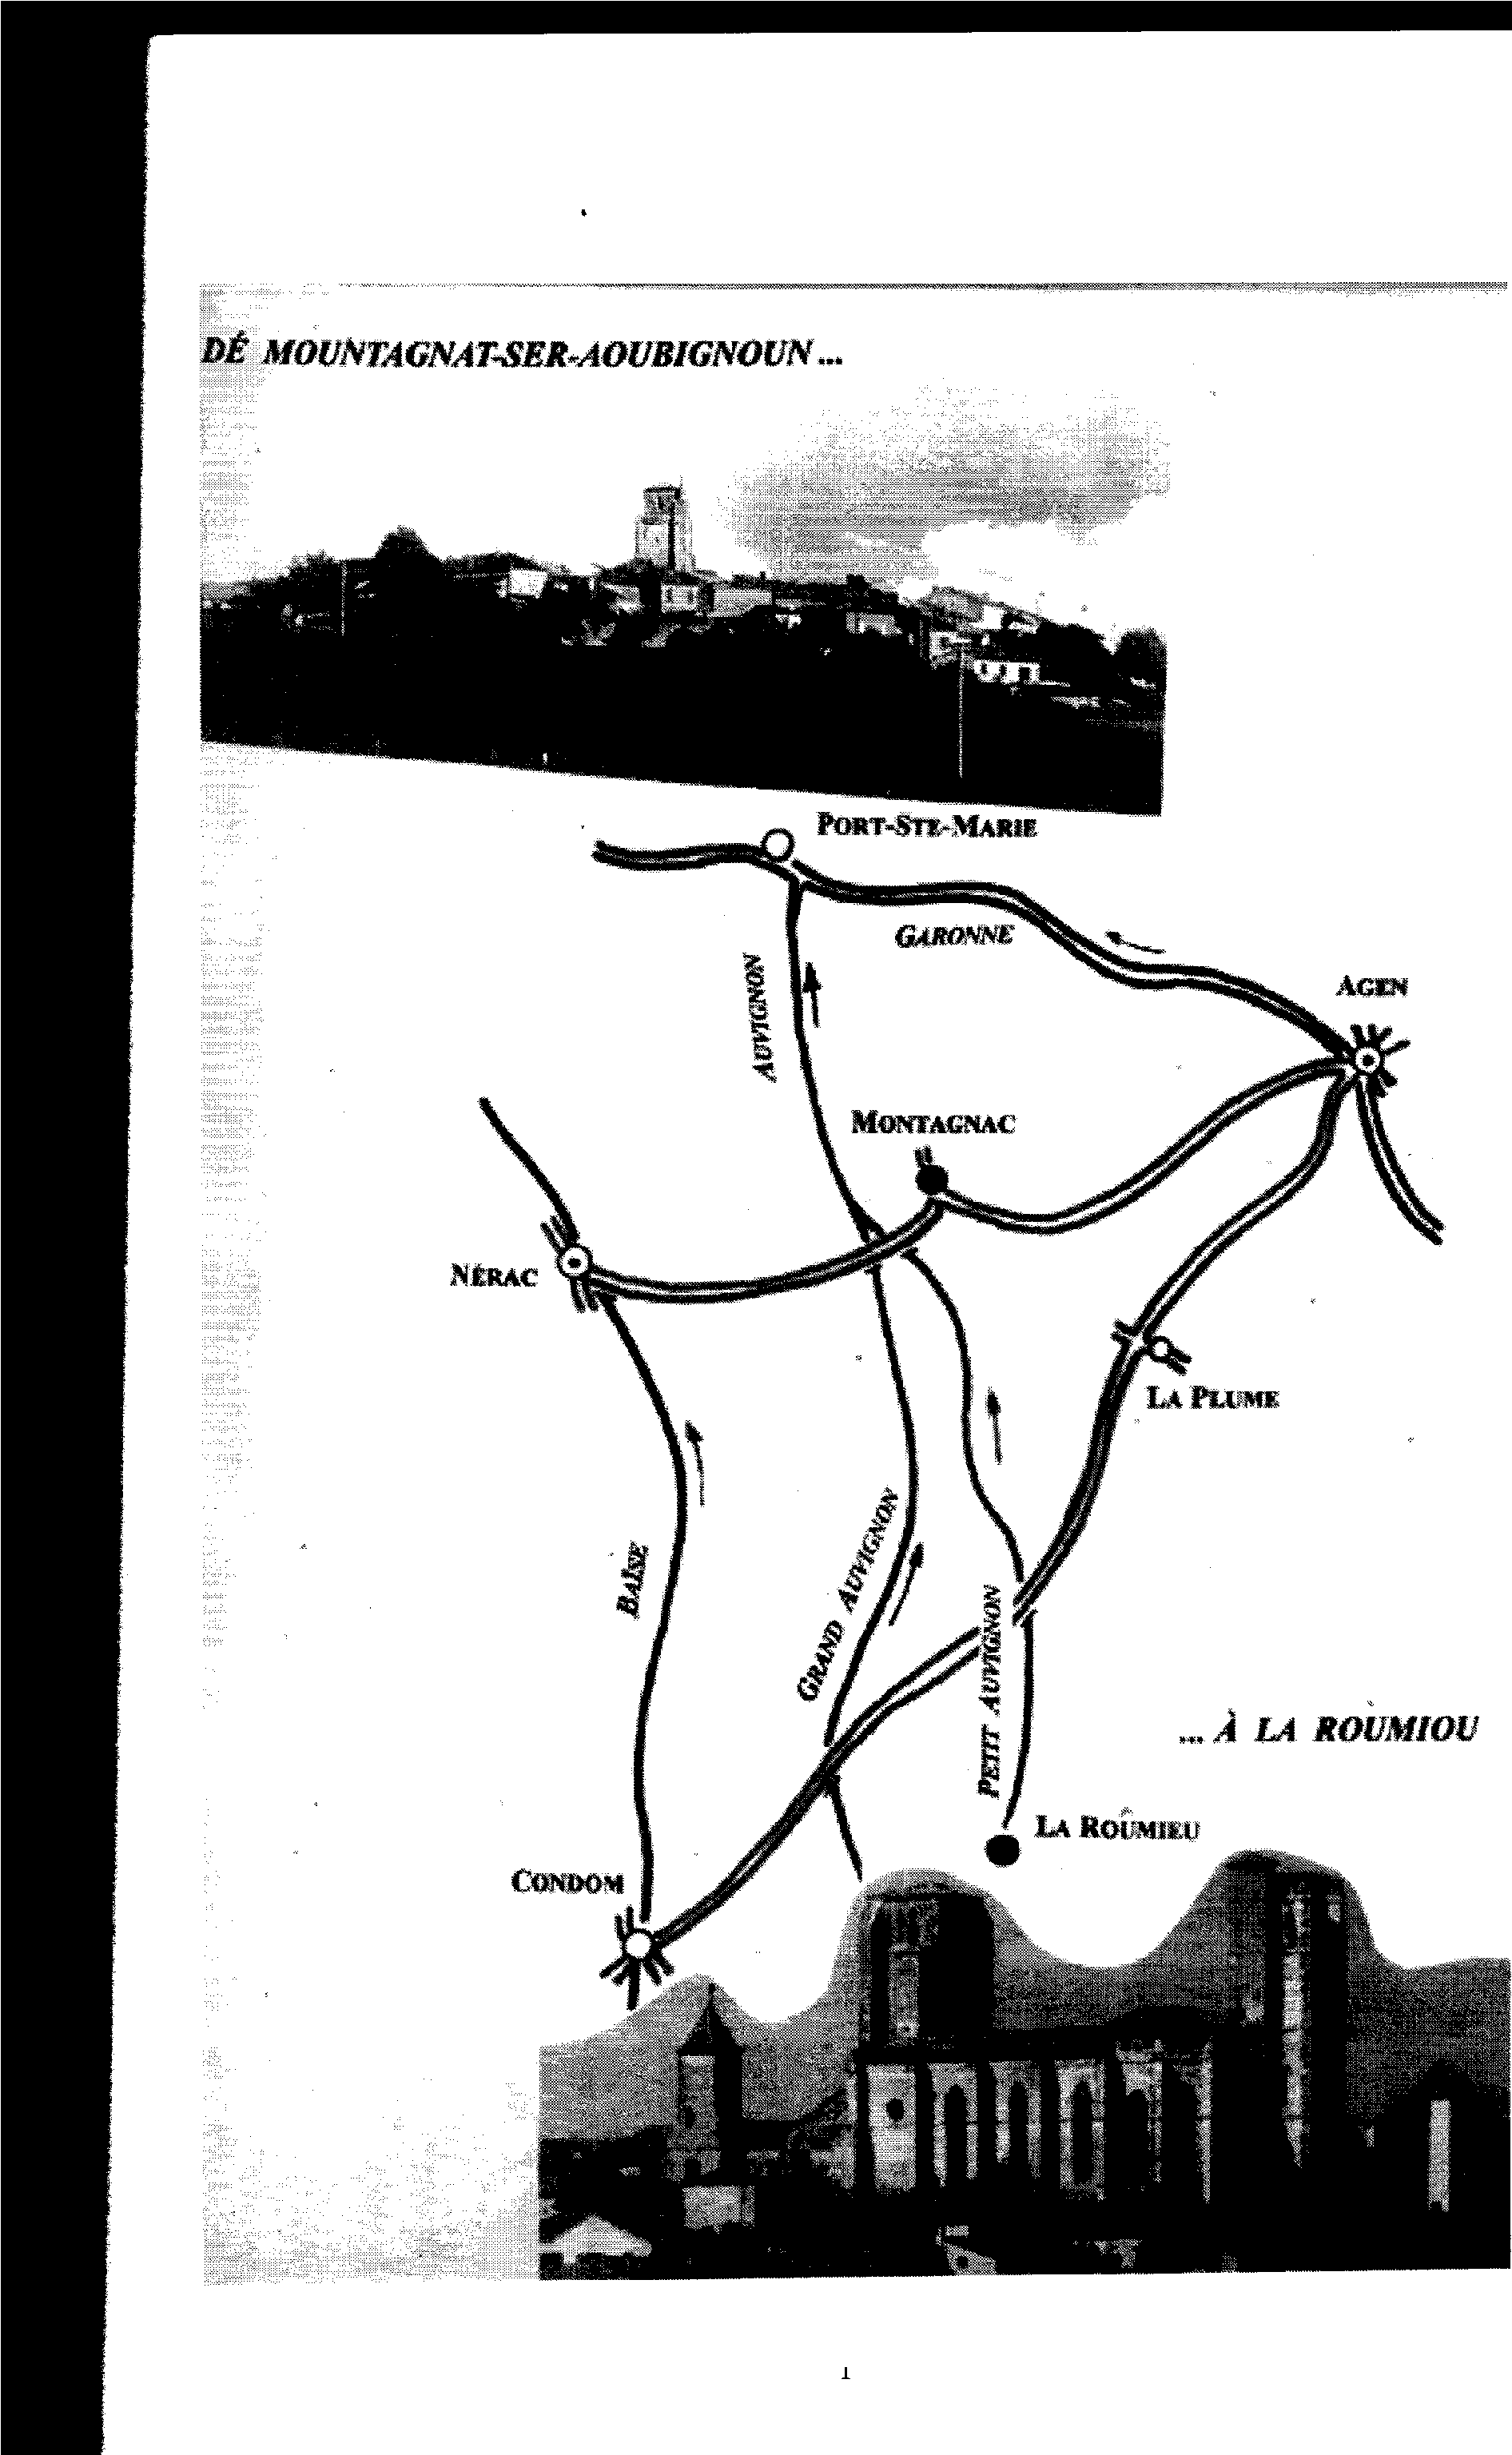 DÉ MOUNTAGNAT-SER-AOUBIGNOUN...
PORT-STE-MARIE
GARONNE
AUVIGNON
AGEN
MONTAGNAC
NÉRAC
LA PLUME
BAÏSE
GRAND AUVIGNON
PETIT AUVIGNON
... À LA ROUMIOU
LA ROUMIEU
CONDOM
1